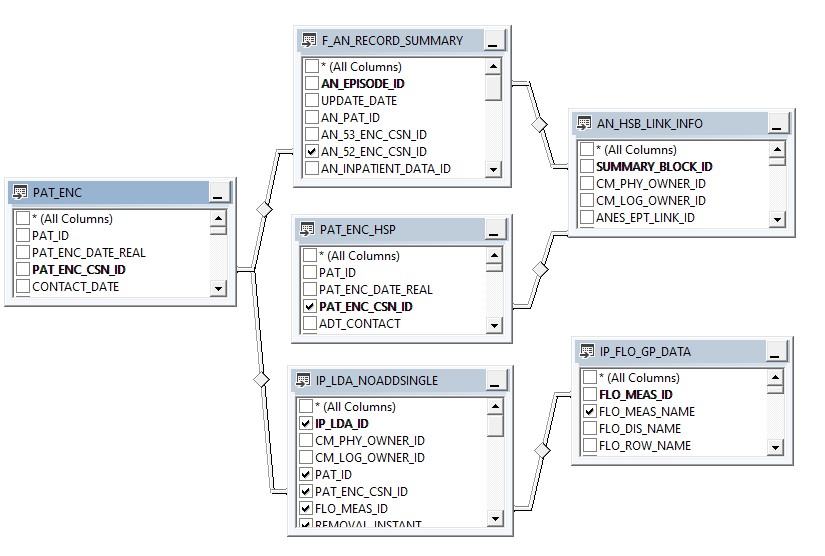 F_AN_RECORD_SUMMARY
* (All Columns)
AN_EPISODE_ID
UPDATE_DATE
AN_PAT_ID
AN_53_ENC_CSN_ID
AN_52_ENC_CSN_ID
AN_INPATIENT_DATA_ID
AN_HSB_LINK_INFO
* (All Columns)
SUMMARY_BLOCK_ID
CM_PHY_OWNER_ID
CM_LOG_OWNER_ID
ANES_EPT_LINK_ID
PAT_ENC
* (All Columns)
PAT_ID
PAT_ENC_DATE_REAL
PAT_ENC_CSN_ID
CONTACT_DATE
PAT_ENC_HSP
* (All Columns)
PAT_ID
PAT_ENC_DATE_REAL
PAT_ENC_CSN_ID
ADT_CONTACT
IP_FLO_GP_DATA
* (All Columns)
FLO_MEAS_ID
FLO_MEAS_NAME
FLO_DIS_NAME
FLO_ROW_NAME
IP_LDA_NOADDSINGLE
* (All Columns)
IP_LDA_ID
CM_PHY_OWNER_ID
CM_LOG_OWNER_ID
PAT_ID
PAT_ENC_CSN_ID
FLO_MEAS_ID
REMOVAL_INSTANT